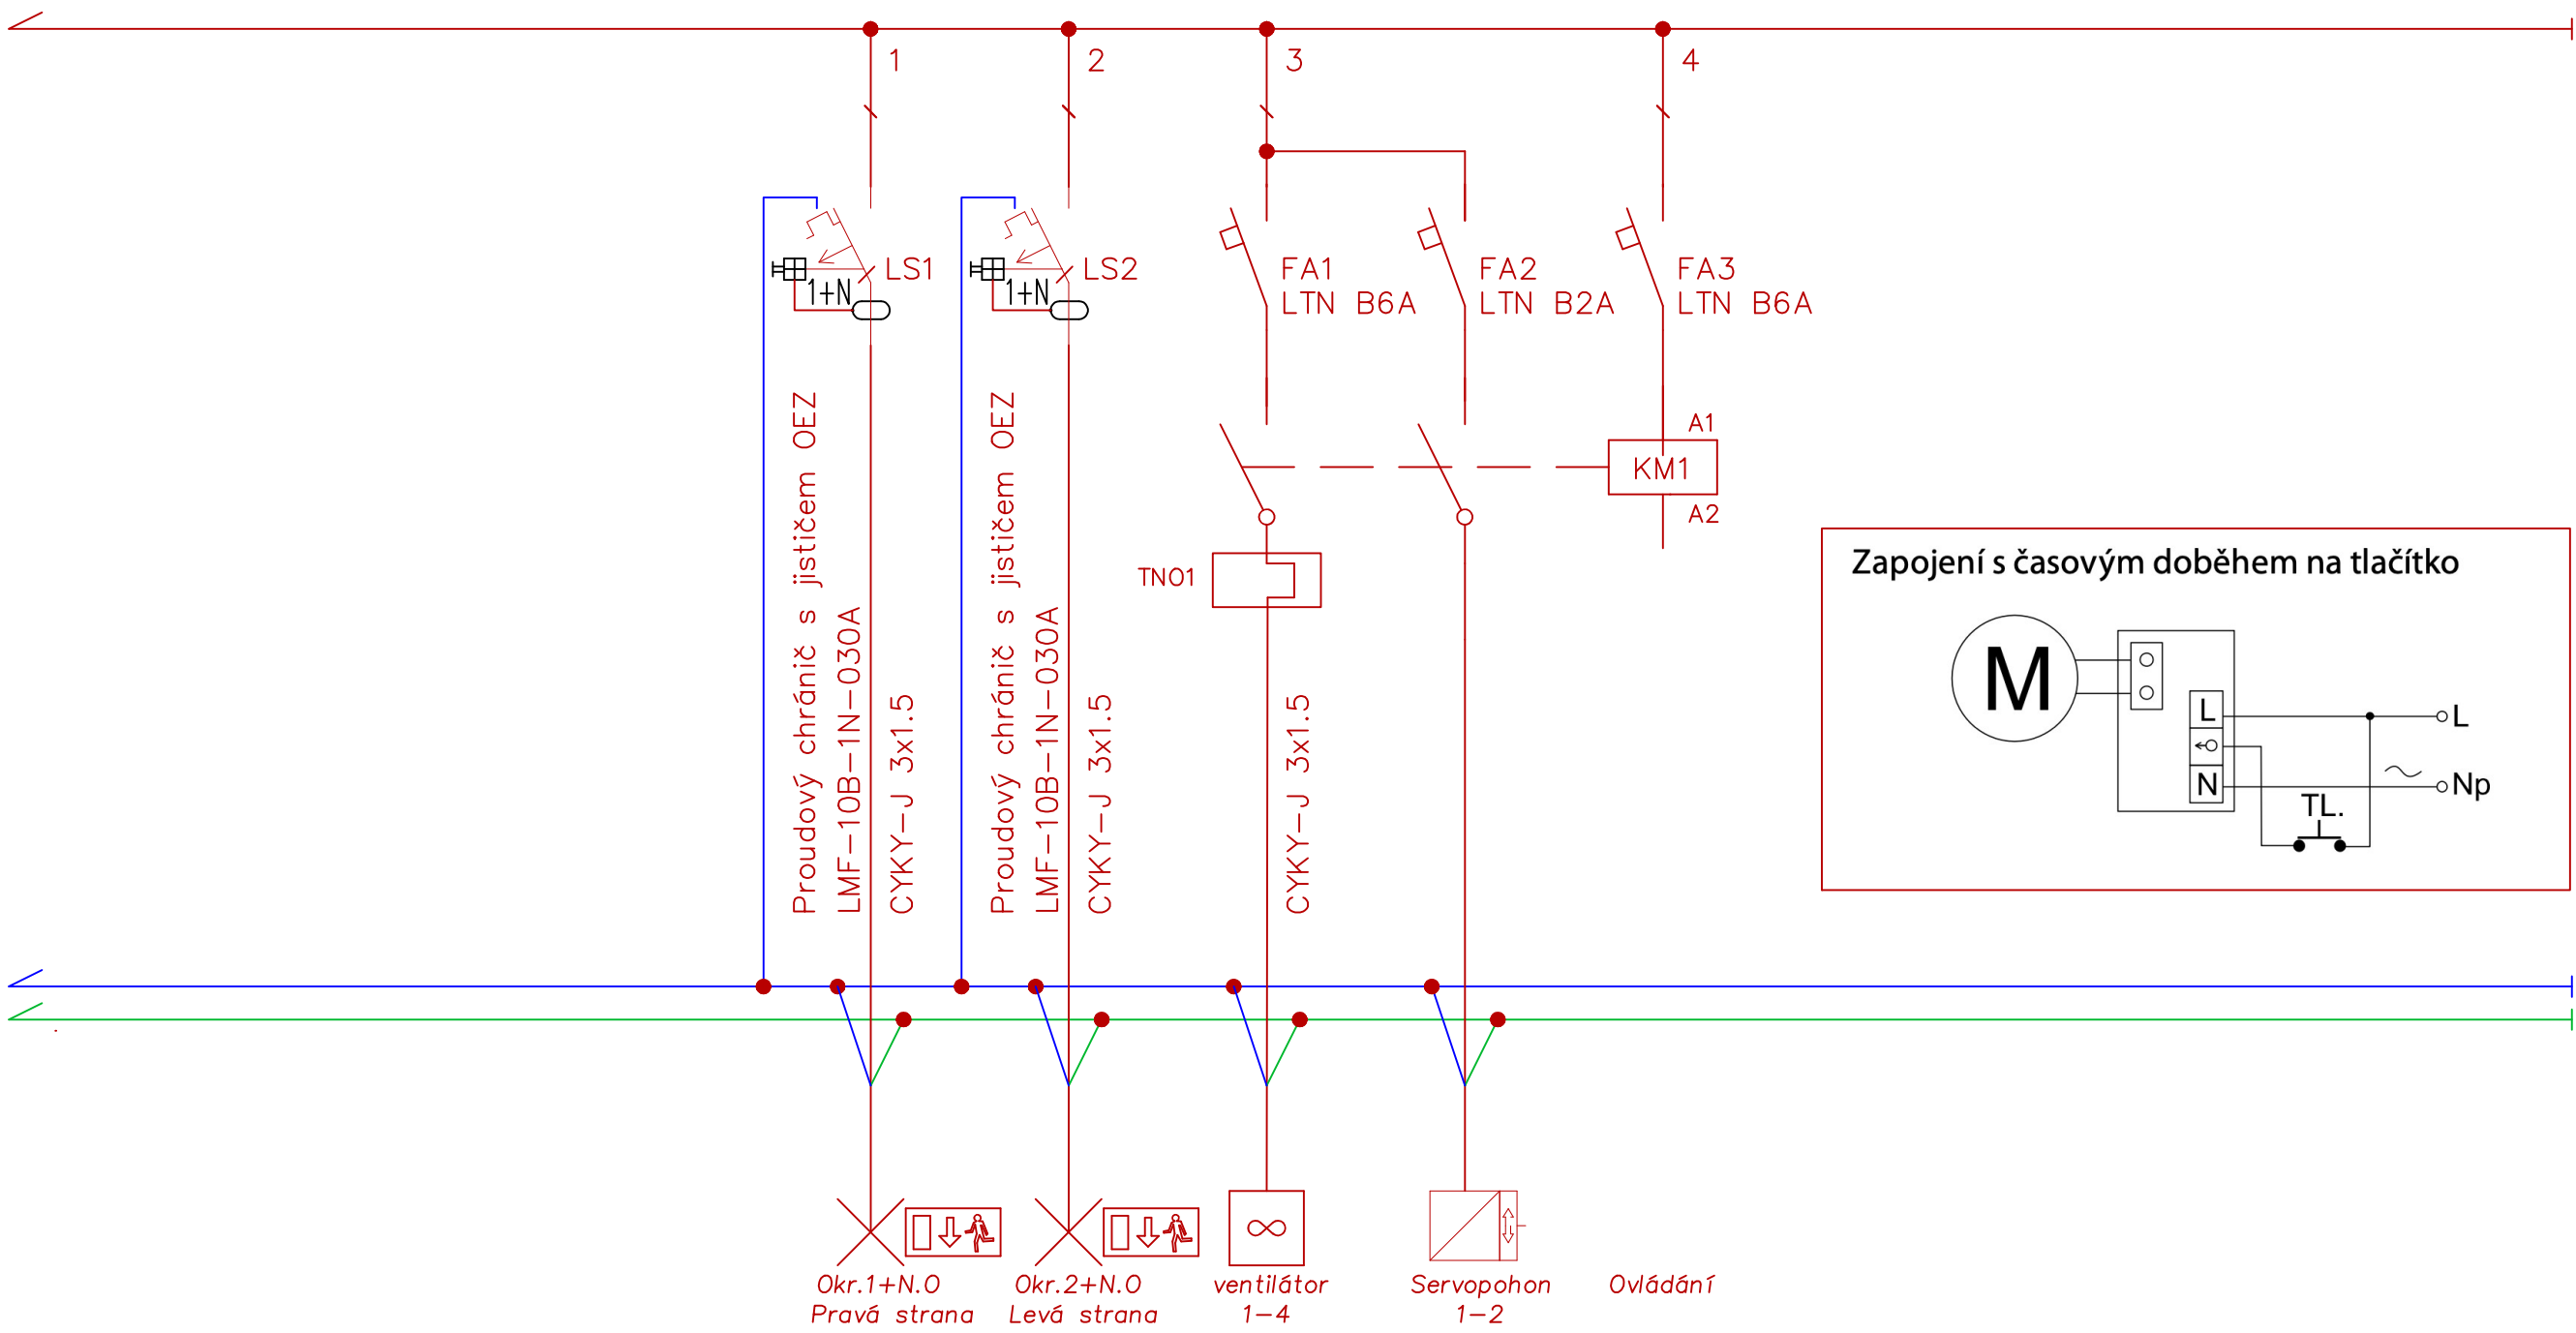 1
2
3
4
LS1
1+N
LS2
1+N
FA1
LTN B6A
FA2
LTN B2A
FA3
LTN B6A
A1
KM1
A2
TN01
Proudový chránič s jističem OEZ
LMF-10B-1N-030A
CYKY-J 3x1.5
Proudový chránič s jističem OEZ
LMF-10B-1N-030A
CYKY-J 3x1.5
CYKY-J 3x1.5
Zapojení s časovým doběhem na tlačítko
M
L
N
L
Np
TL.
Okr.1+N.O
Pravá strana
Okr.2+N.O
Levá strana
ventilátor
1-4
Servopohon
1-2
Ovládání